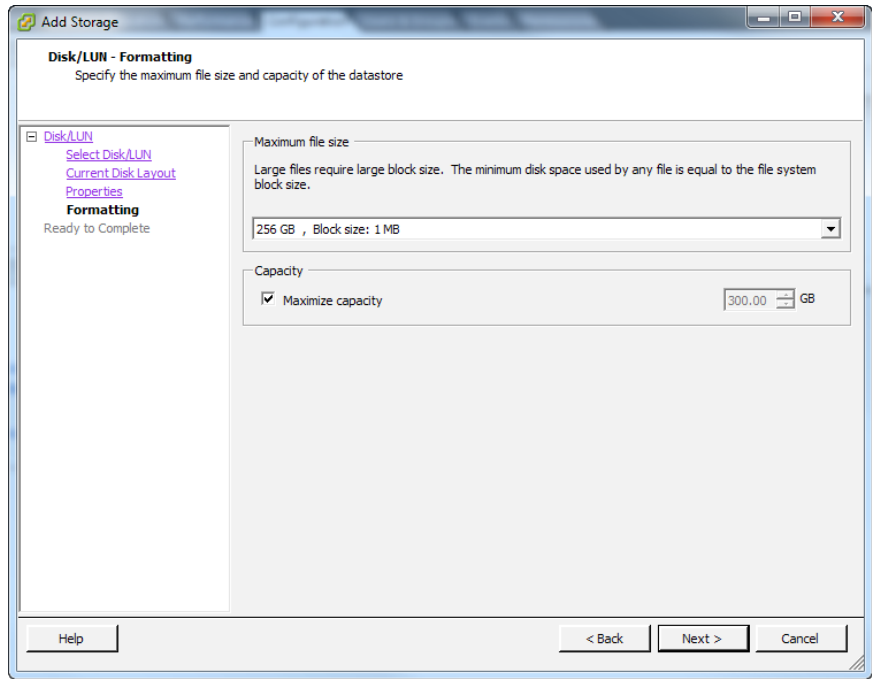 Add Storage
Disk/LUN - Formatting
Specify the maximum file size and capacity of the datastore
Disk/LUN
Select Disk/LUN
Current Disk Layout
Properties
Formatting
Ready to Complete
Maximum file size
Large files require large block size. The minimum disk space used by any file is equal to the file system
block size.
256 GB , Block size: 1 MB
Capacity
Maximize capacity
300.00 GB
Help
< Back
Next >
Cancel